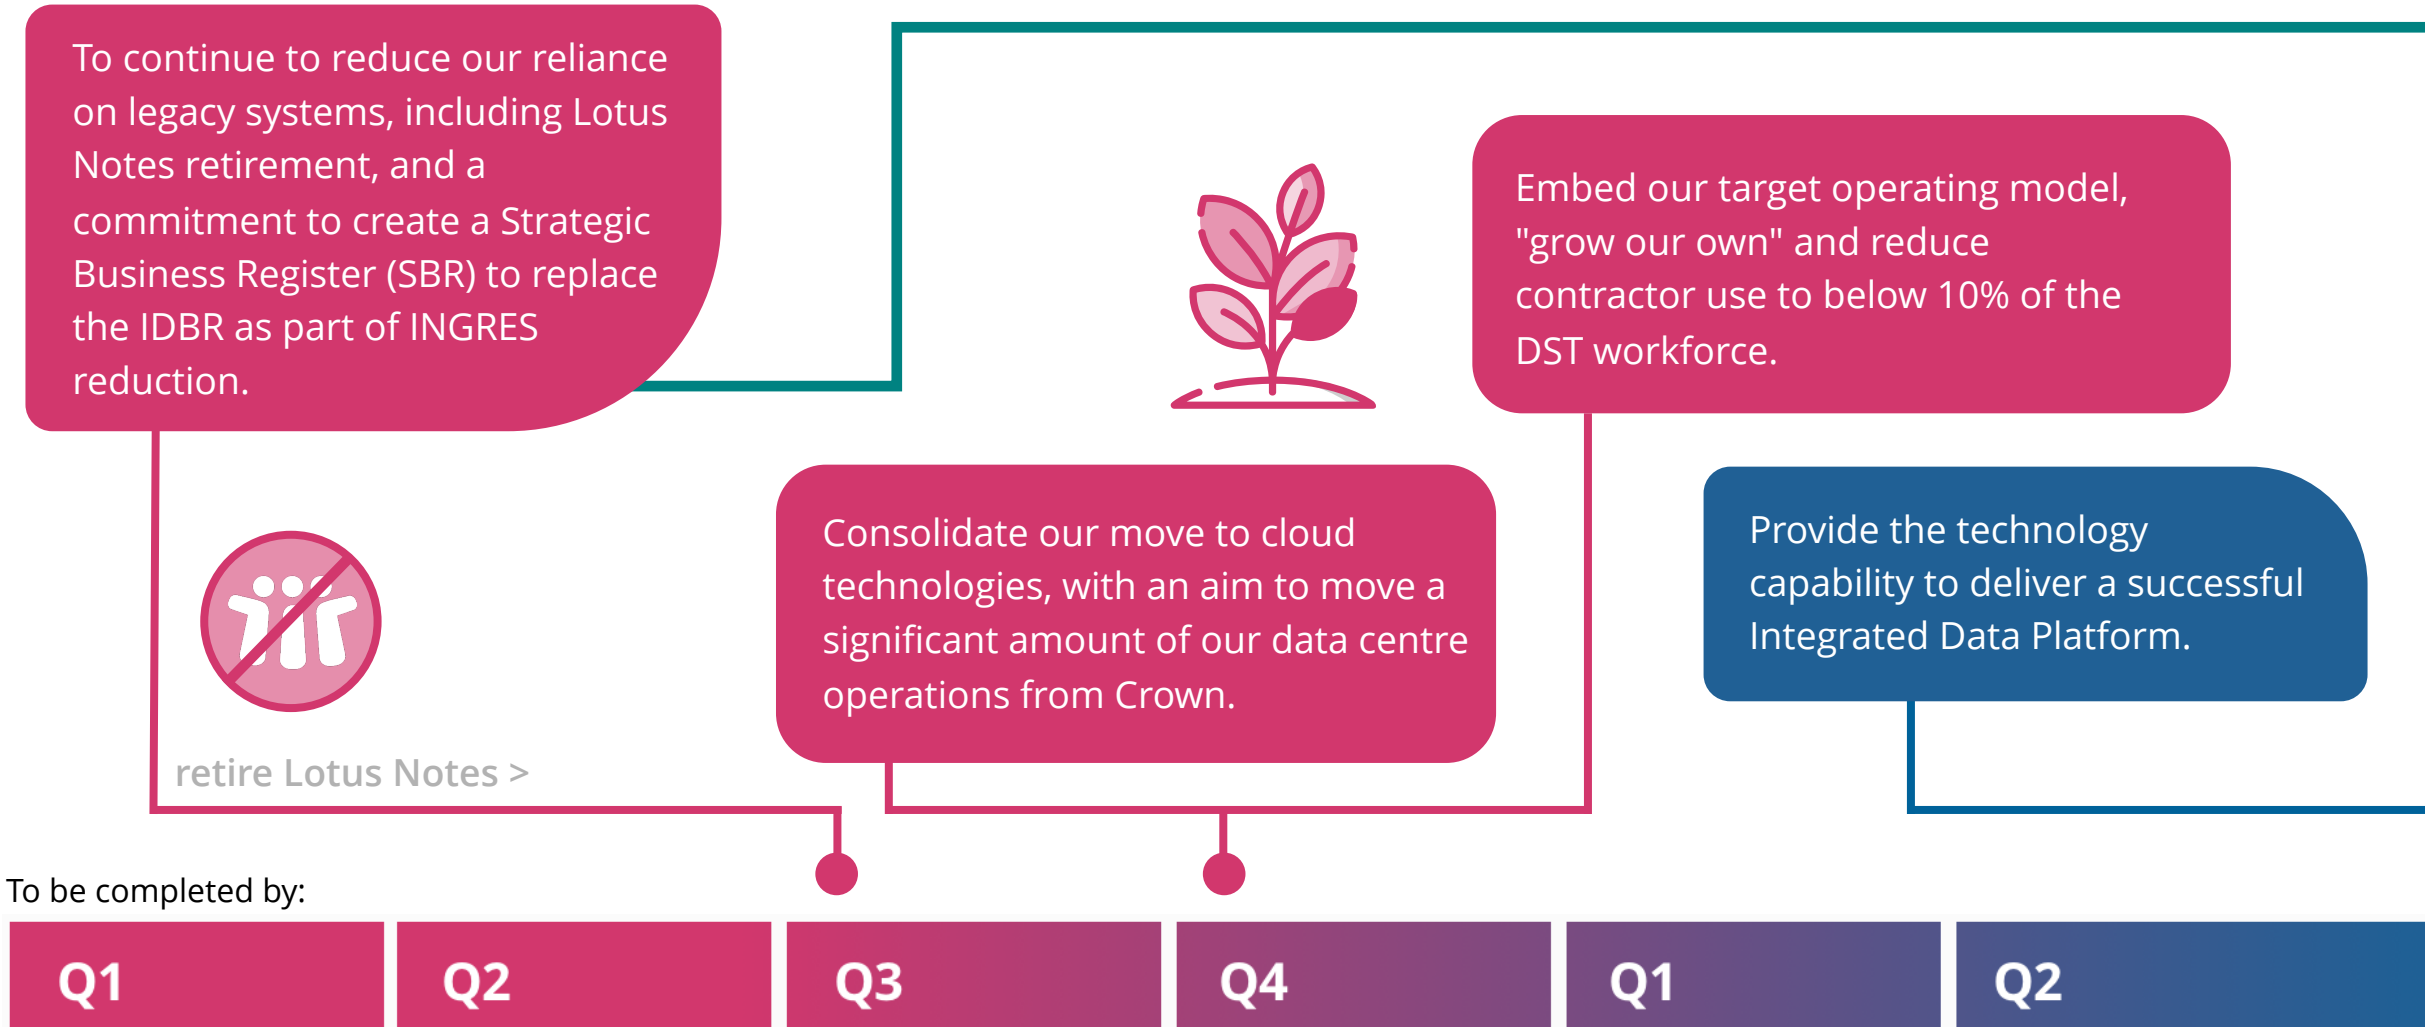 To continue to reduce our reliance
on legacy systems, including Lotus
Notes retirement, and a
commitment to create a Strategic
Business Register (SBR) to replace
the IDBR as part of INGRES
reduction.
Embed our target operating model,
"grow our own" and reduce
contractor use to below 10% of the
DST workforce.
Consolidate our move to cloud
technologies, with an aim to move a
significant amount of our data centre
operations from Crown.
Provide the technology
capability to deliver a successful
Integrated Data Platform.
retire Lotus Notes >
To be completed by:
Q1 Q2 Q3 Q4 Q1 Q2